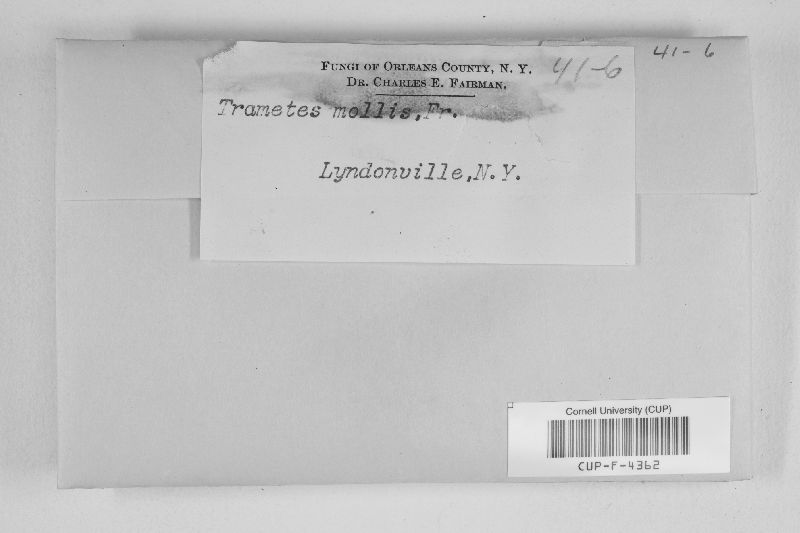 41-6
FUNGI OF ORLEANS COUNTY, N. Y.
41-6
DR. CHARLES E. FAIRMAN.
Trametes mollis, Fr.
Lyndonville, N. Y.
Cornell University (CUP)
CUP-F-4362